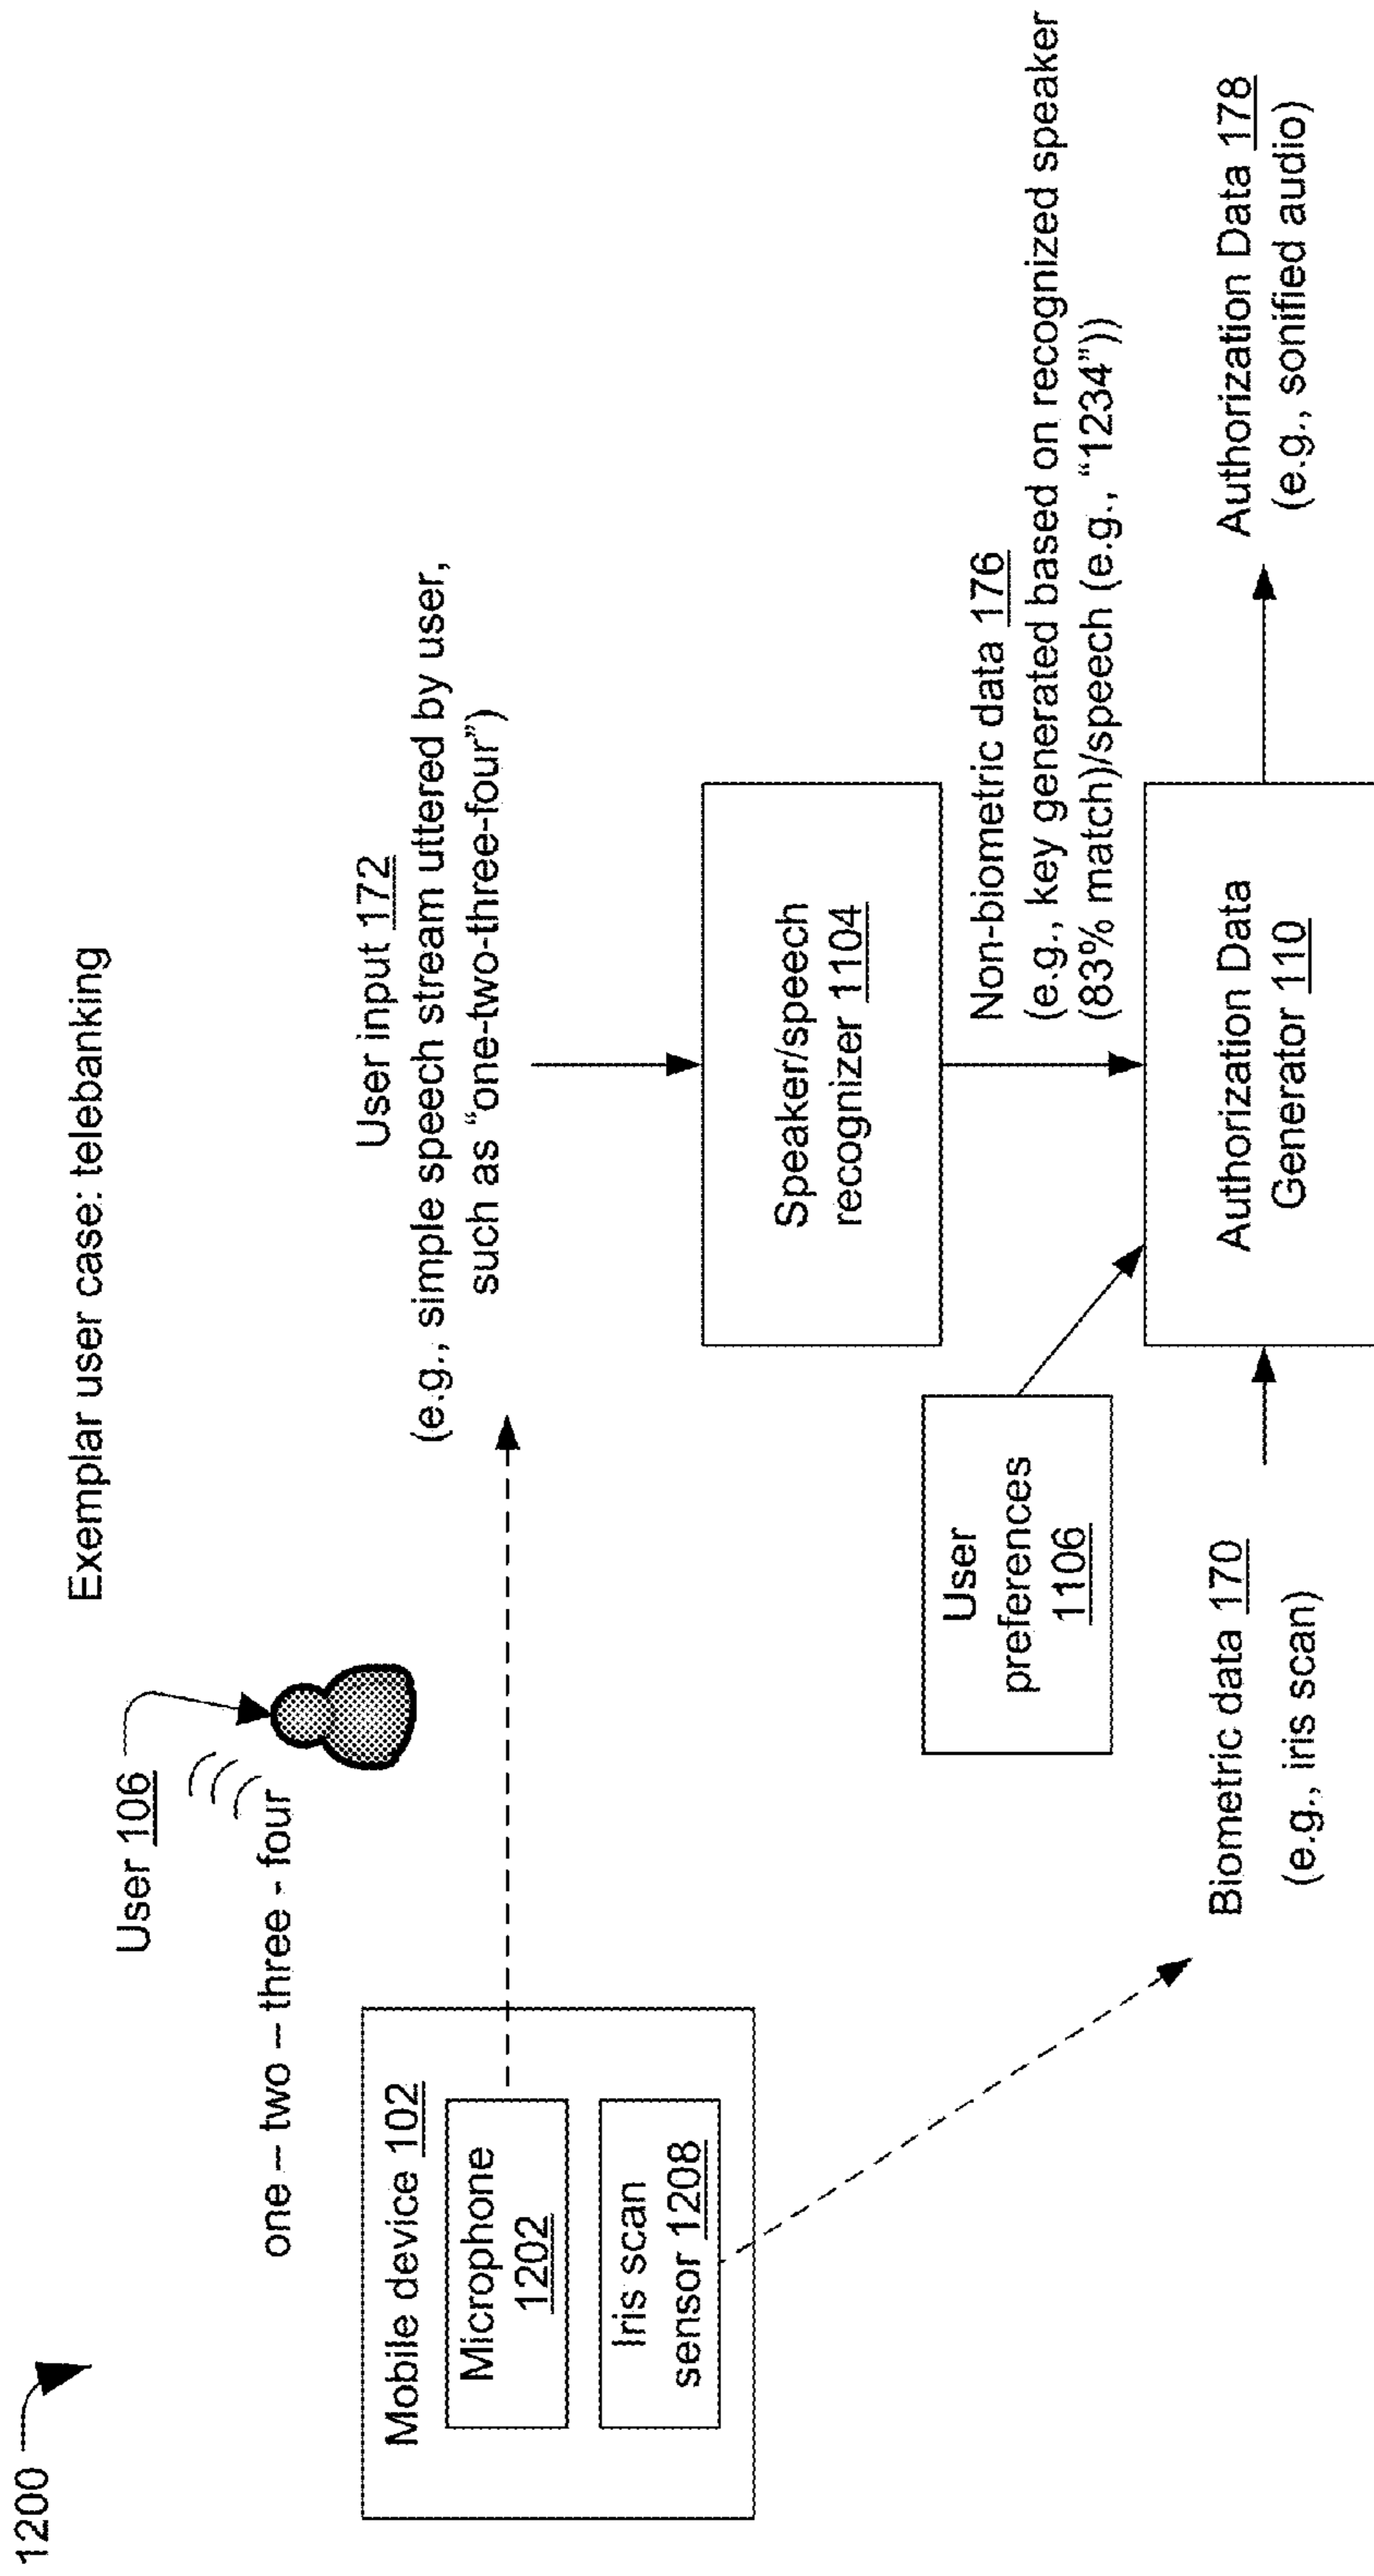 1200
Exemplar user case: telebanking
User 106
one – two – three - four
Mobile device 102
Microphone
1202
Iris scan
sensor 1208
User input 172
(e.g., simple speech stream uttered by user,
such as “one-two-three-four”)
Speaker/speech
recognizer 1104
User
preferences
1106
Non-biometric data 176
(e.g., key generated based on recognized speaker
(83% match)/speech (e.g., “1234”))
Biometric data 170
(e.g., iris scan)
Authorization Data
Generator 110
Authorization Data 178
(e.g., sonified audio)